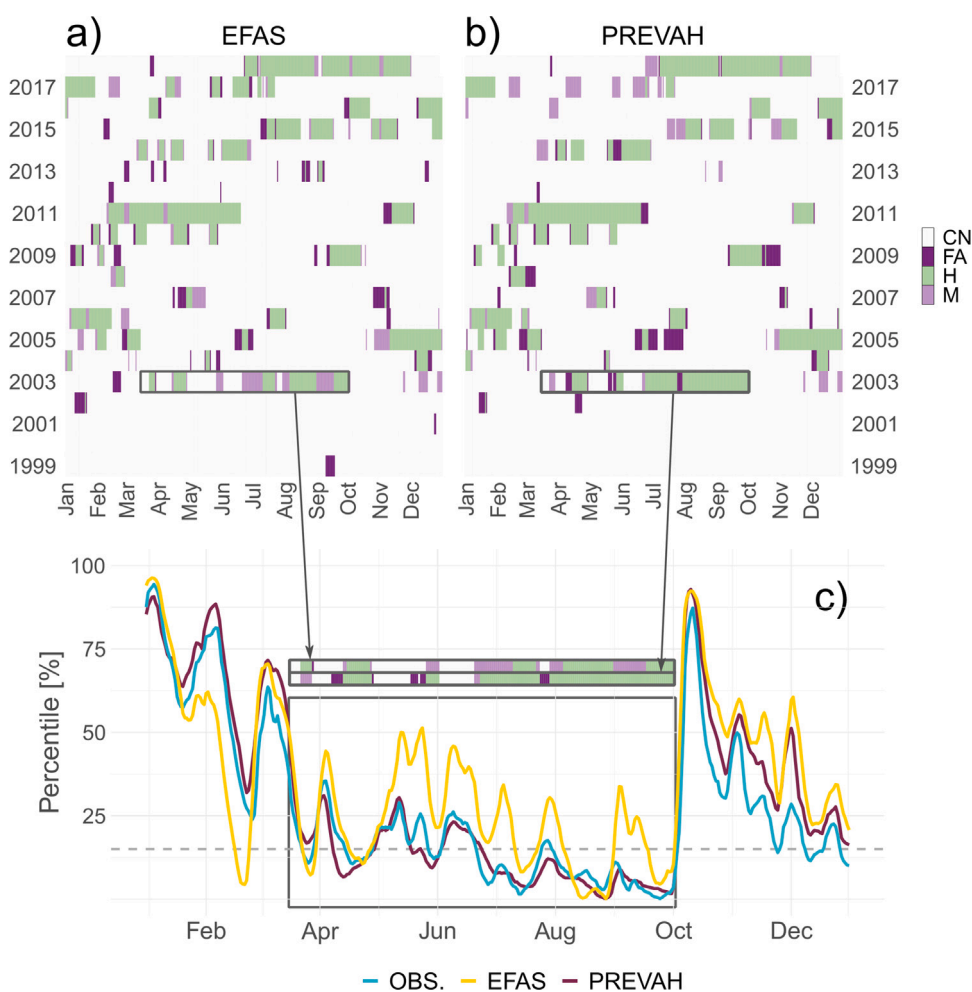 a) EFAS b) PREVAH
2017 2017
2015 2015
2013 2013
2011 2011
2009 2009
2007 2007
2005 2005
2003 2003
2001 2001
1999 1999
CN
FA
H
M
Jan Feb Mar Apr May Jun Jul Aug Sep Oct Nov Dec
Jan Feb Mar Apr May Jun Jul Aug Sep Oct Nov Dec
c)
Percentile [%]
100
75
50
25
Feb Apr Jun Aug Oct Dec
OBS. EFAS PREVAH